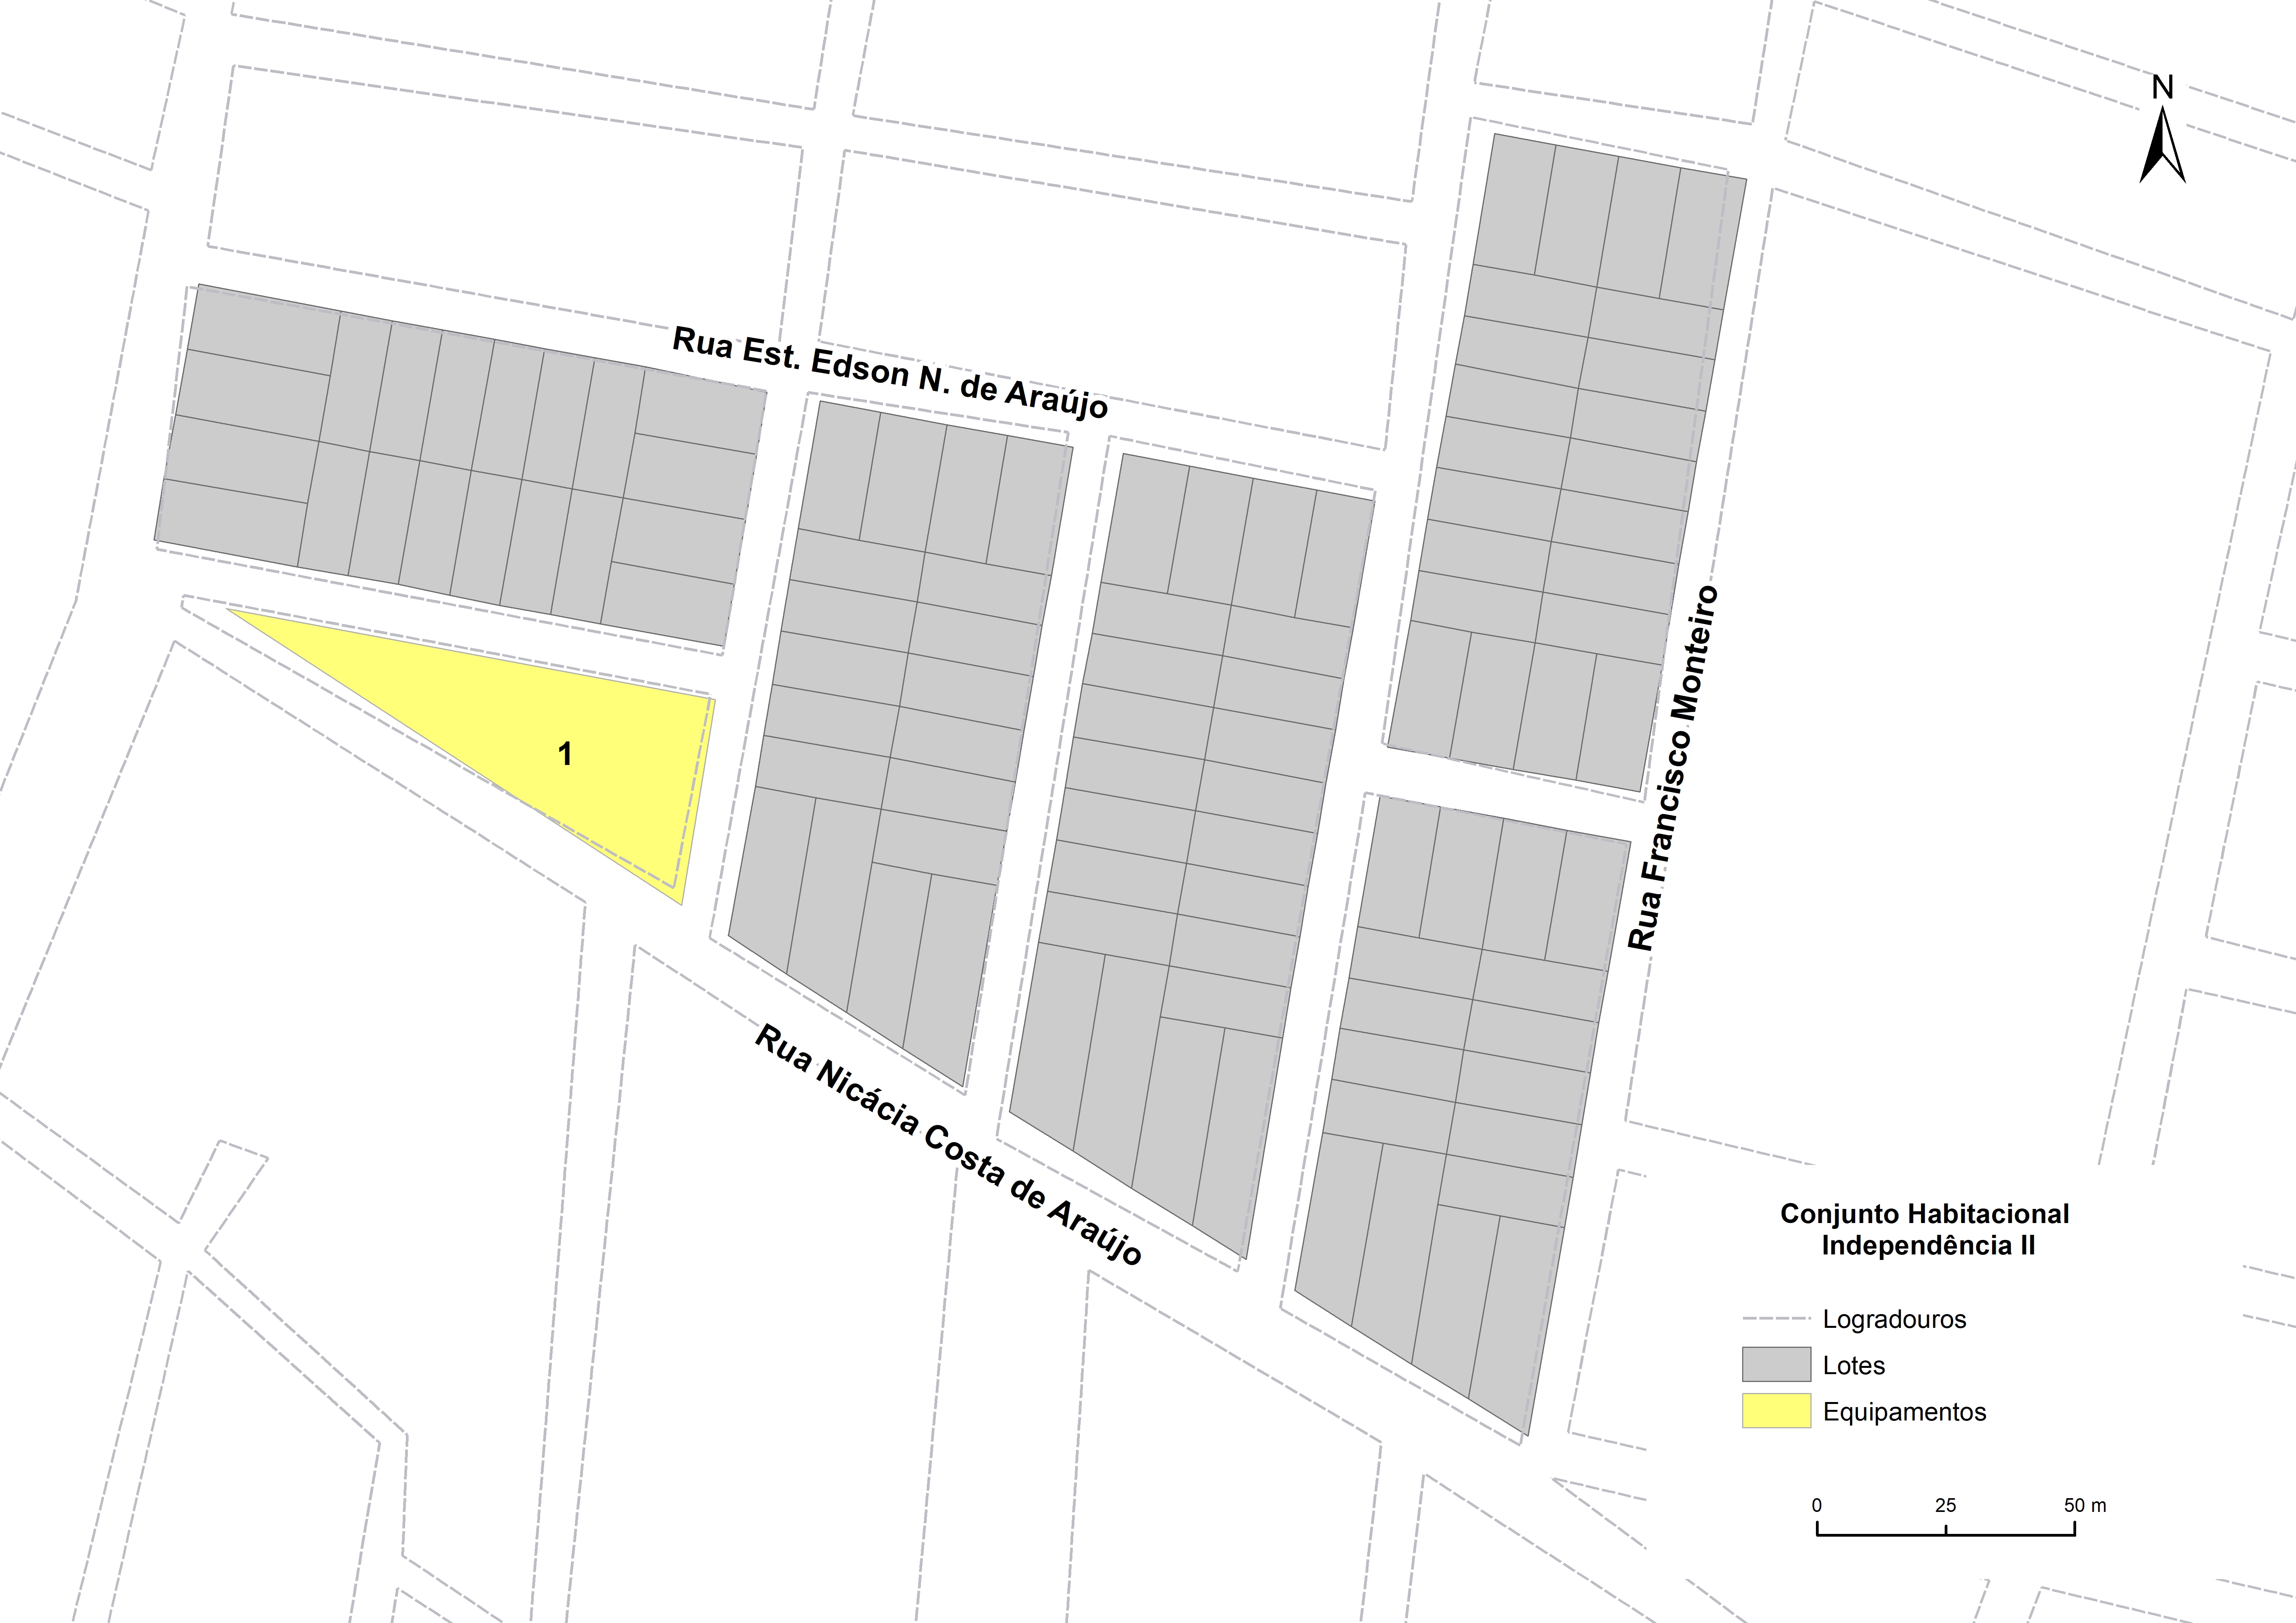 N
Rua Est. Edson N. de Araújo
Rua Francisco Monteiro
1
Rua Nicácia Costa de Araújo
Conjunto Habitacional
Independência II
Logradouros
Lotes
Equipamentos
0 25 50 m